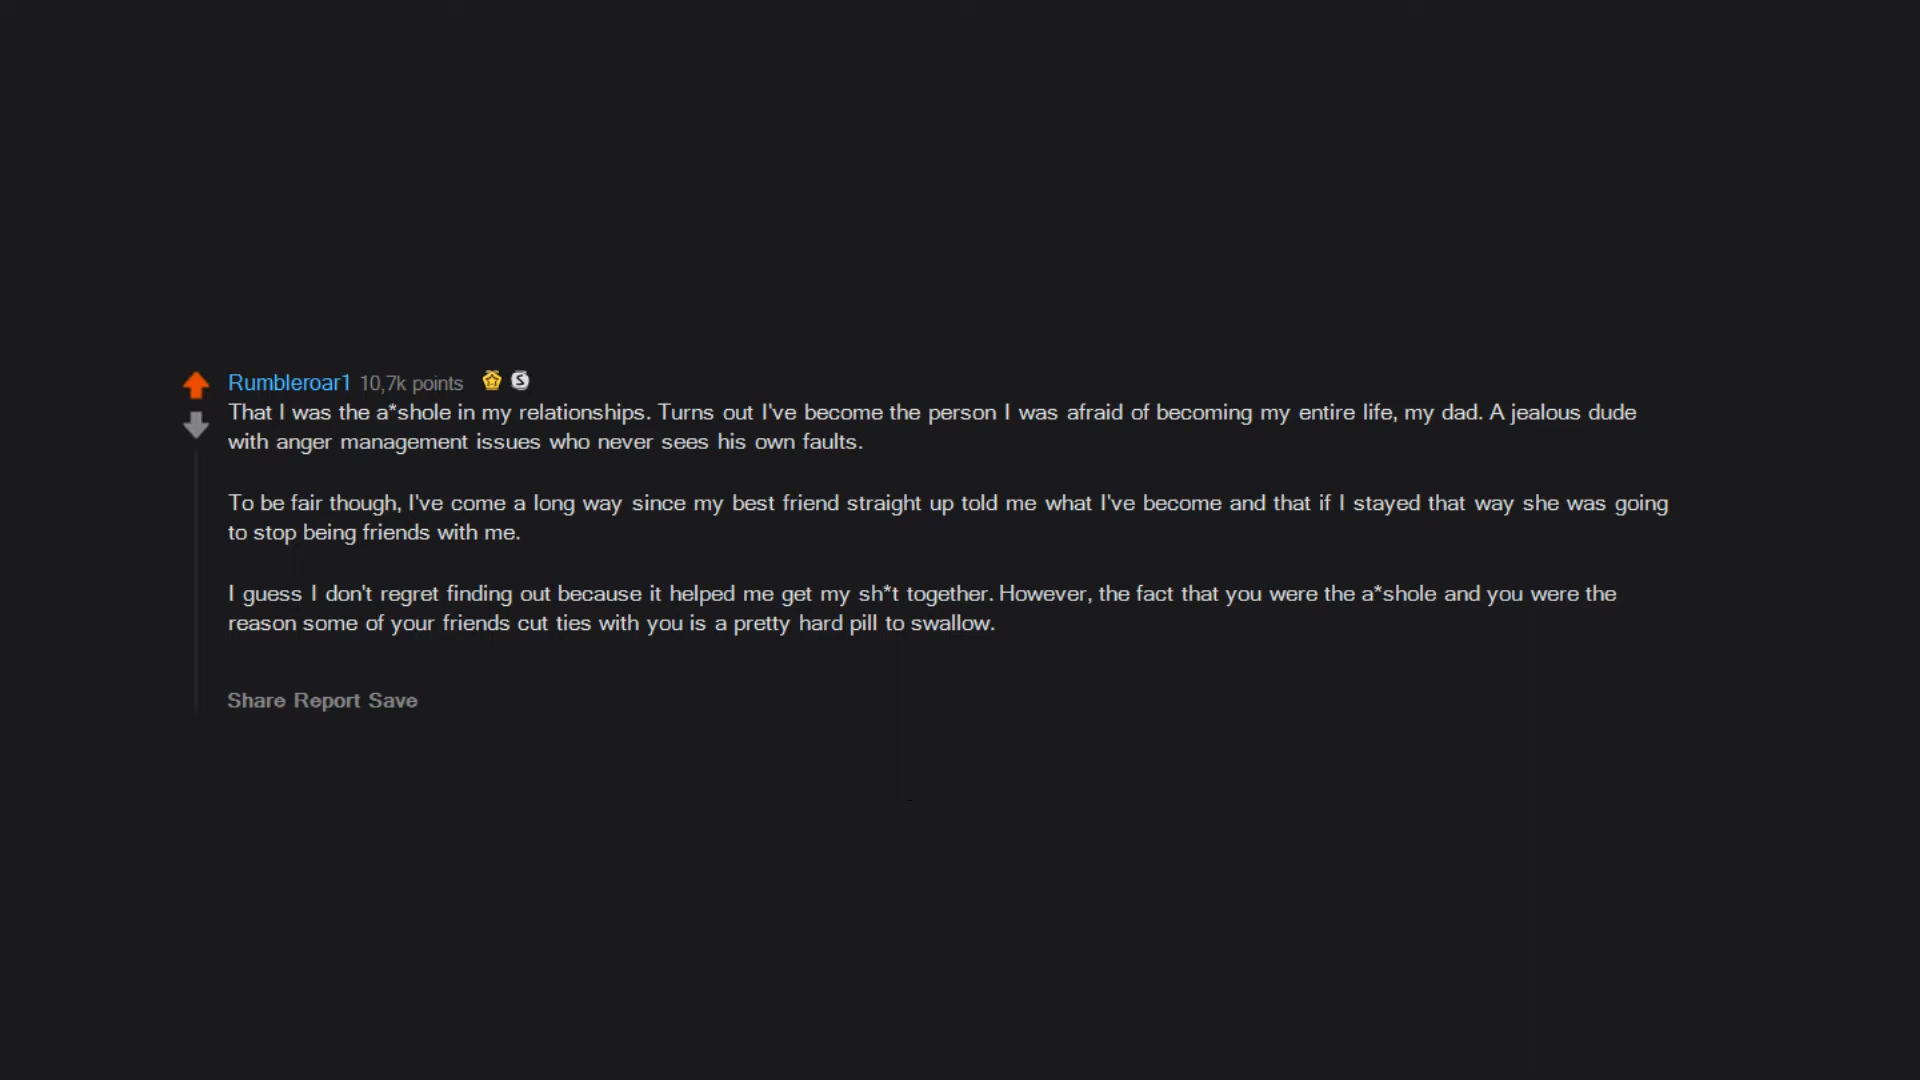 Rumbleroar1 10,7k points
That I was the a*shole in my relationships. Turns out I've become the person I was afraid of becoming my entire life, my dad. A jealous dude
with anger management issues who never sees his own faults.
To be fair though, I've come a long way since my best friend straight up told me what I've become and that if I stayed that way she was going
to stop being friends with me.
I guess I don't regret finding out because it helped me get my sh*t together. However, the fact that you were the a*shole and you were the
reason some of your friends cut ties with you is a pretty hard pill to swallow.
Share Report Save